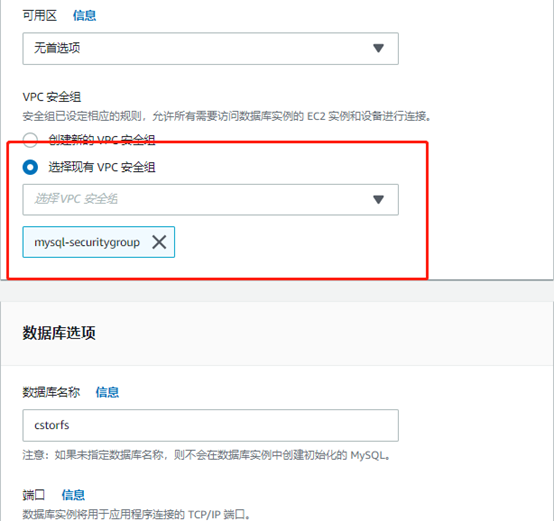 可用区 信息
无首选项
VPC 安全组
安全组已设定相应的规则，允许所有需要访问数据库实例的 EC2 实例和设备进行连接。
创建新的 VPC 安全组
选择现有 VPC 安全组
选择 VPC 安全组
mysql-securitygroup
数据库选项
数据库名称 信息
cstorfs
注意：如果未指定数据库名称，则不会在数据库实例中创建初始化的 MySQL。
端口 信息
数据库实例将用于应用程序连接的 TCP/IP 端口。